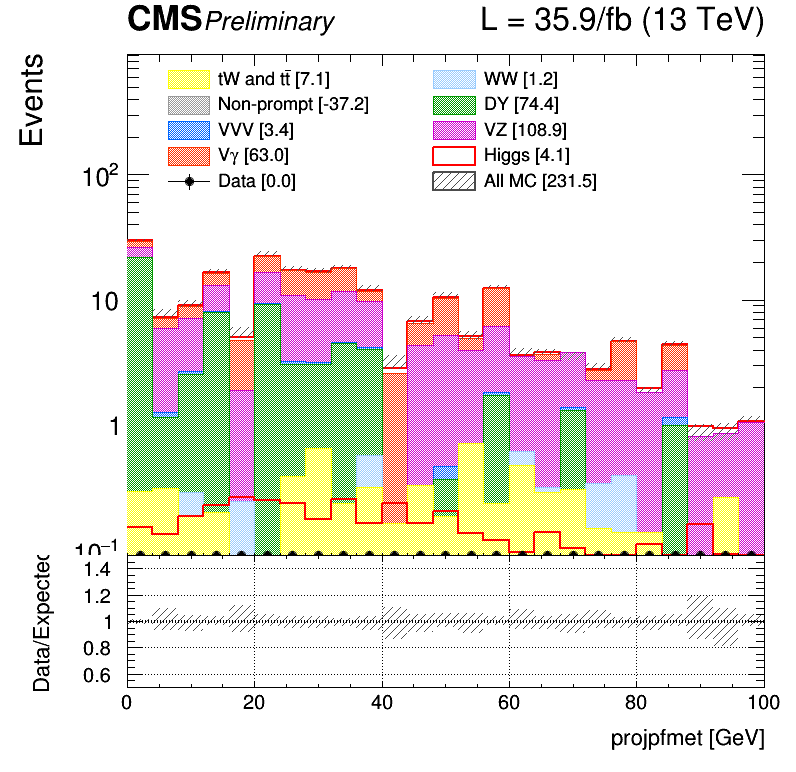 CMS Preliminary L = 35.9/fb (13 TeV)
Events
tW and tt̄ [7.1] WW [1.2]
Non-prompt [-37.2] DY [74.4]
VVV [3.4] VZ [108.9]
Vγ [63.0] Higgs [4.1]
Data [0.0] All MC [231.5]
10²
10
1
10⁻¹
Data/Expected
1.4
1.2
1
0.8
0.6
0 20 40 60 80 100
projpfmet [GeV]